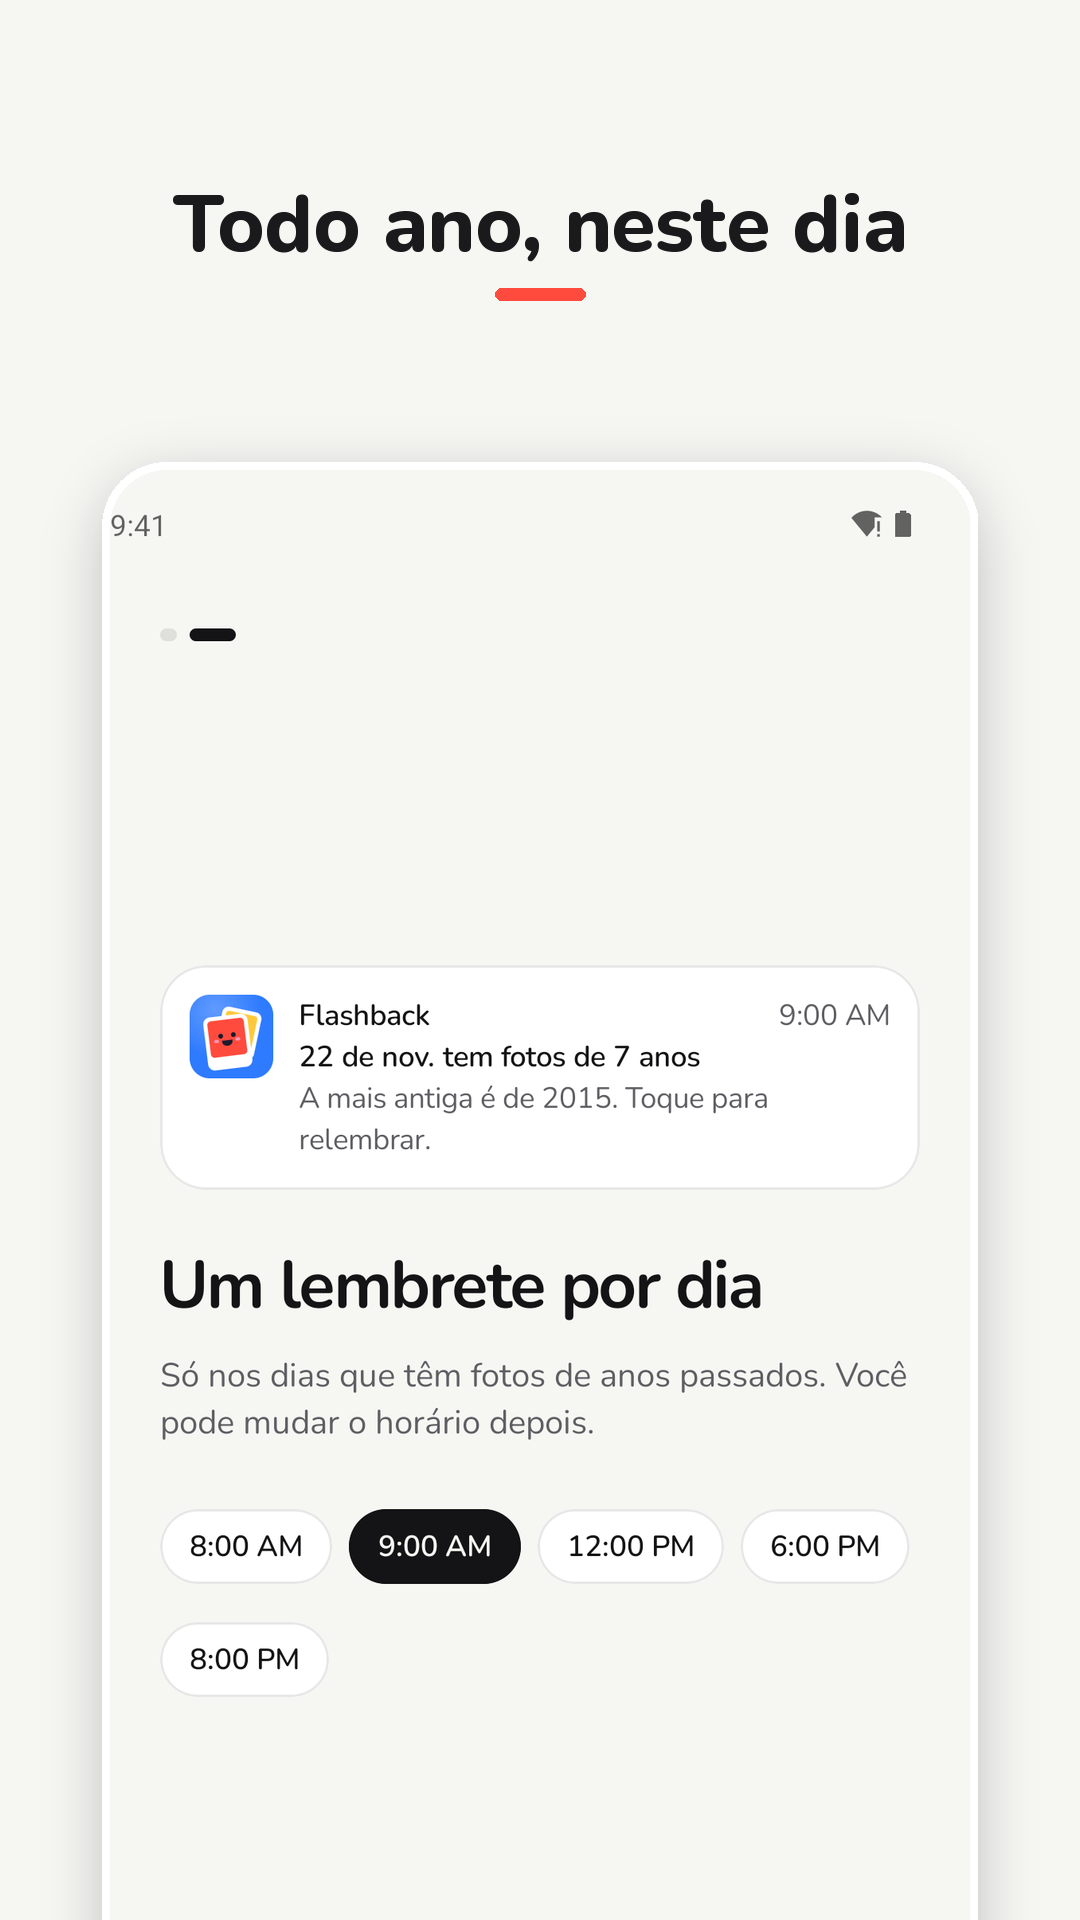 Todo ano, neste dia
9:41
Flashback 9:00 AM
22 de nov. tem fotos de 7 anos
A mais antiga é de 2015. Toque para
relembrar.
Um lembrete por dia
Só nos dias que têm fotos de anos passados. Você
pode mudar o horário depois.
8:00 AM 9:00 AM 12:00 PM 6:00 PM
8:00 PM